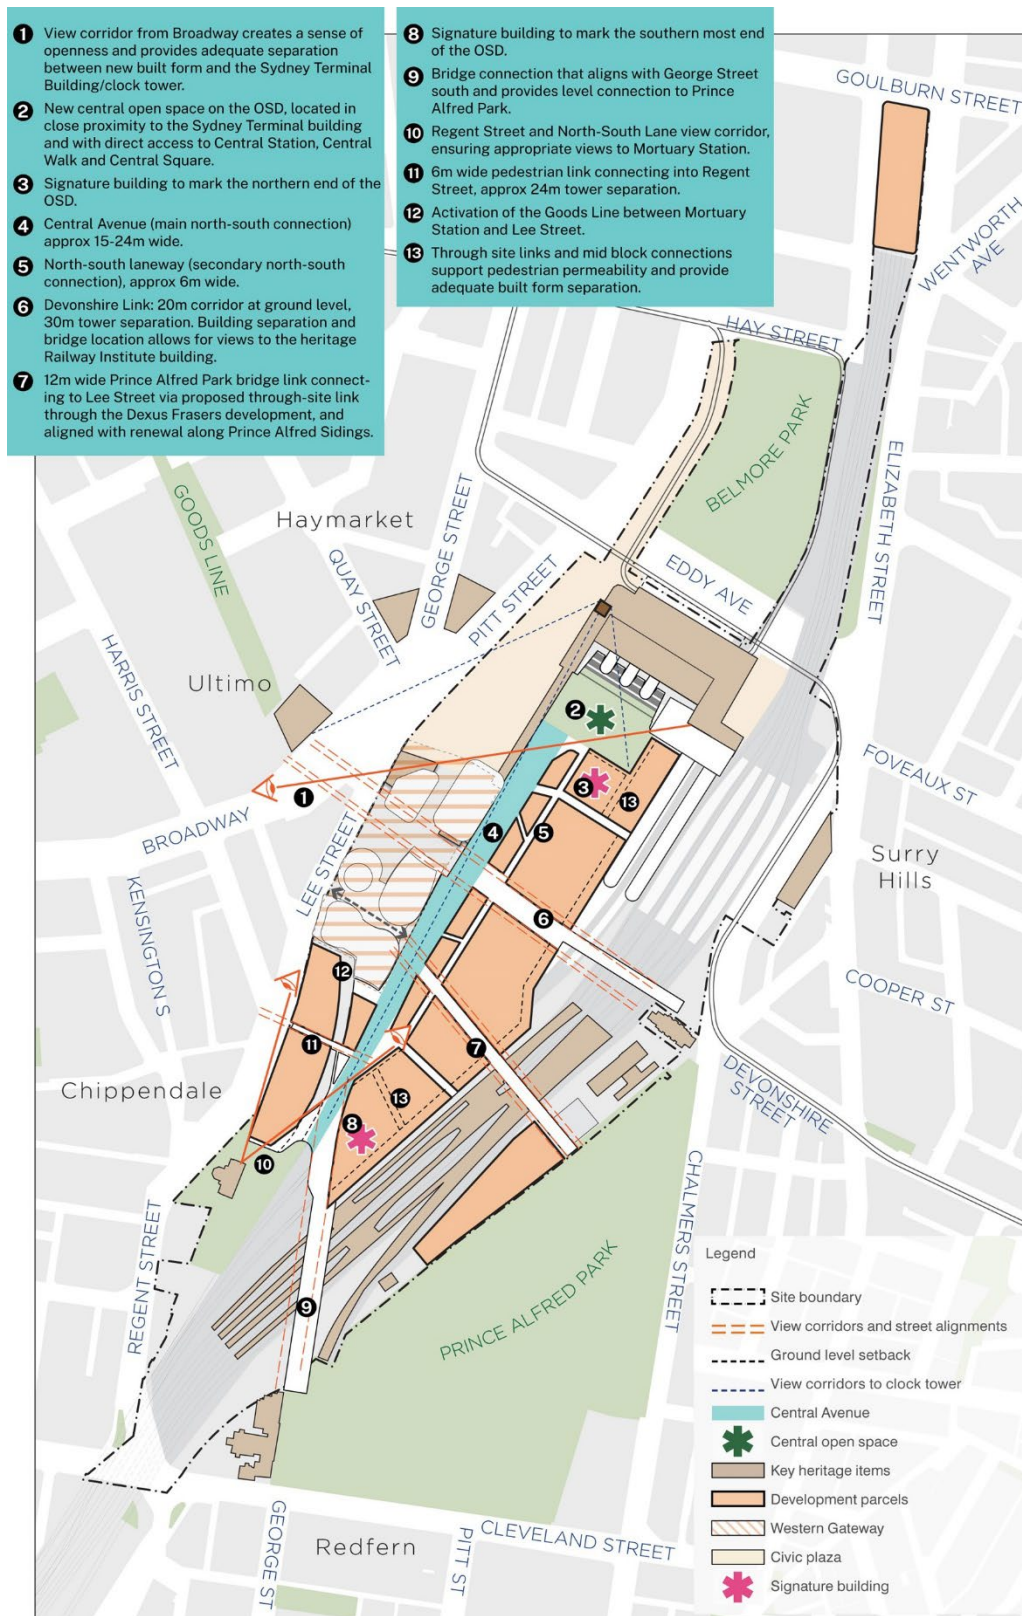 1 View corridor from Broadway creates a sense of
openness and provides adequate separation
between new built form and the Sydney Terminal
Building/clock tower.
2 New central open space on the OSD, located in
close proximity to the Sydney Terminal building
and with direct access to Central Station, Central
Walk and Central Square.
3 Signature building to mark the northern end of the
OSD.
4 Central Avenue (main north-south connection)
approx 15-24m wide.
5 North-south laneway (secondary north-south
connection), approx 6m wide.
6 Devonshire Link: 20m corridor at ground level,
30m tower separation. Building separation and
bridge location allows for views to the heritage
Railway Institute building.
7 12m wide Prince Alfred Park bridge link connect-
ing to Lee Street via proposed through-site link
through the Dexus Frasers development, and
aligned with renewal along Prince Alfred Sidings.
8 Signature building to mark the southern most end
of the OSD.
9 Bridge connection that aligns with George Street
south and provides level connection to Prince
Alfred Park.
10 Regent Street and North-South Lane view corridor,
ensuring appropriate views to Mortuary Station.
11 6m wide pedestrian link connecting into Regent
Street, approx 24m tower separation.
12 Activation of the Goods Line between Mortuary
Station and Lee Street.
13 Through site links and mid block connections
support pedestrian permeability and provide
adequate built form separation.
GOULBURN STREET
WENTWORTH
AVE
HAY STREET
BELMORE PARK
ELIZABETH STREET
GOODS LINE
Haymarket
QUAY STREET
GEORGE STREET
PITT STREET
EDDY AVE
HARRIS STREET
Ultimo
2
FOVEAUX ST
1
3
13
BROADWAY
4
5
Surry
Hills
KENSINGTON S
LEE STREET
6
12
COOPER ST
11
7
Chippendale
DEVONSHIRE
STREET
13
8
10
CHALMERS STREET
REGENT STREET
9
PRINCE ALFRED PARK
GEORGE ST
Redfern
PITT ST
CLEVELAND STREET
Legend
Site boundary
View corridors and street alignments
Ground level setback
View corridors to clock tower
Central Avenue
Central open space
Key heritage items
Development parcels
Western Gateway
Civic plaza
Signature building